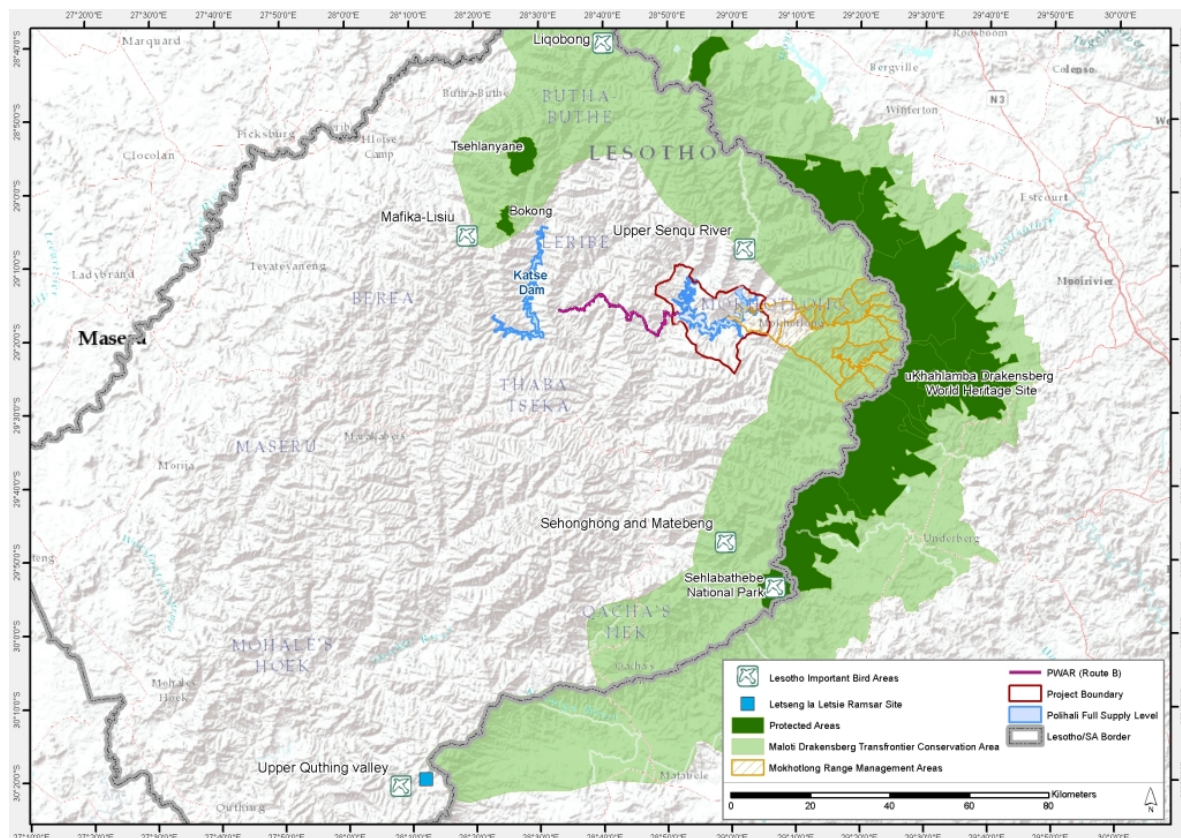 27°20'0"E 27°30'0"E 27°40'0"E 27°50'0"E 28°0'0"E 28°10'0"E 28°20'0"E 28°30'0"E 28°40'0"E 28°50'0"E 29°0'0"E 29°10'0"E 29°20'0"E 29°30'0"E 29°40'0"E 29°50'0"E 30°0'0"E
28°40'0"S
28°50'0"S
29°0'0"S
29°10'0"S
29°20'0"S
29°30'0"S
29°40'0"S
29°50'0"S
30°0'0"S
30°10'0"S
30°20'0"S
Marquard
Liqobong
Bergville
Colenso
N3
Winterton
Butha-Buthe
BUTHA-
BUTHE
Ficksburg
Hlotse
Camp
Clocolan
Tsehlanyane
LESOTHO
Estcourt
Mafika-Lisiu
Bokong
Upper Senqu River
LERIBE
Ladybrand
Teyateyaneng
Katse
Dam
Mooirivier
BEREA
Mokhotlong
Maseru
THABA
TSEKA
uKhahlamba Drakensberg
World Heritage Site
MASERU
Marakabeis
Morija
Sehonghong and Matebeng
Underberg
Sehlabathebe
National Park
QACHA'S
NEK
MOHALE'S
HOEK
Qacha's
Mohales
Hoek
Upper Quthing valley
Matatiele
Quthing
Lesotho Important Bird Areas
Letseng la Letsie Ramsar Site
Protected Areas
Maloti Drakensberg Transfrontier Conservation Area
Mokhotlong Range Management Areas
PWAR (Route B)
Project Boundary
Polihali Full Supply Level
Lesotho/SA Border
0 20 40 60 80
Kilometers
N